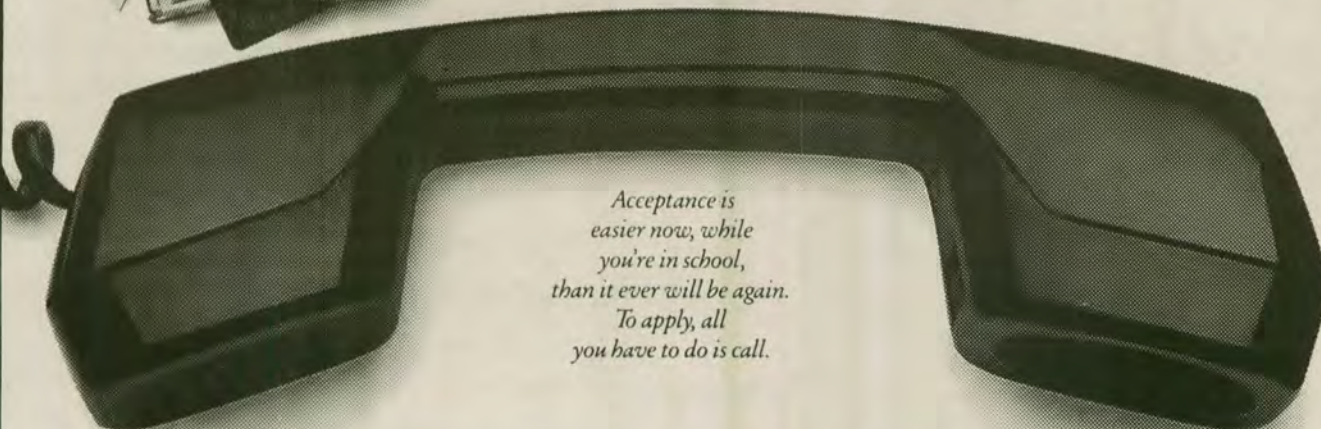 Acceptance is
easier now, while
you're in school,
than it ever will be again.
To apply, all
you have to do is call.